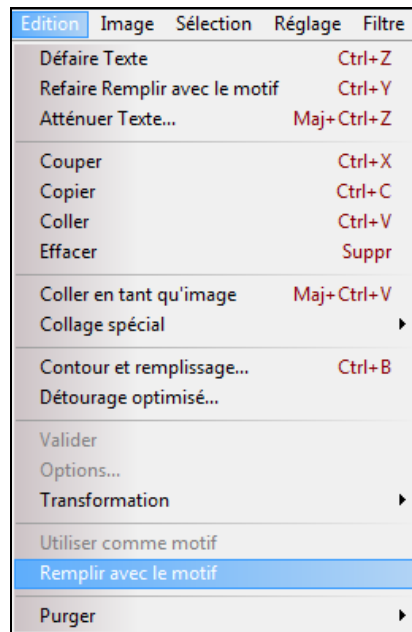 Edition Image Sélection Réglage Filtre
Défaire Texte Ctrl+Z
Refaire Remplir avec le motif Ctrl+Y
Atténuer Texte... Maj+Ctrl+Z
Couper Ctrl+X
Copier Ctrl+C
Coller Ctrl+V
Effacer Suppr
Coller en tant qu'image Maj+Ctrl+V
Collage spécial
Contour et remplissage... Ctrl+B
Détourage optimisé...
Valider
Options...
Transformation
Utiliser comme motif
Remplir avec le motif
Purger